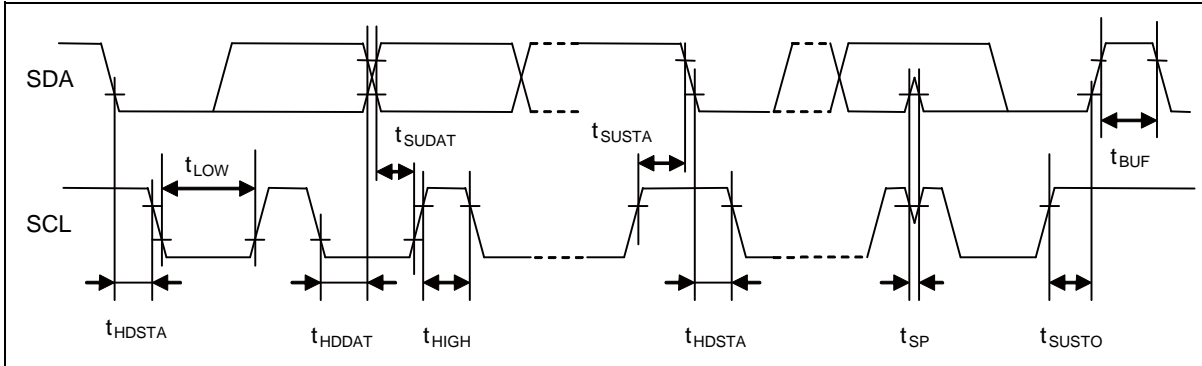 SDA
tSUDAT
tSUSTA
tLOW
tBUF
SCL
tHDSTA
tHDDAT
tHIGH
tHDSTA
tSP
tSUSTO